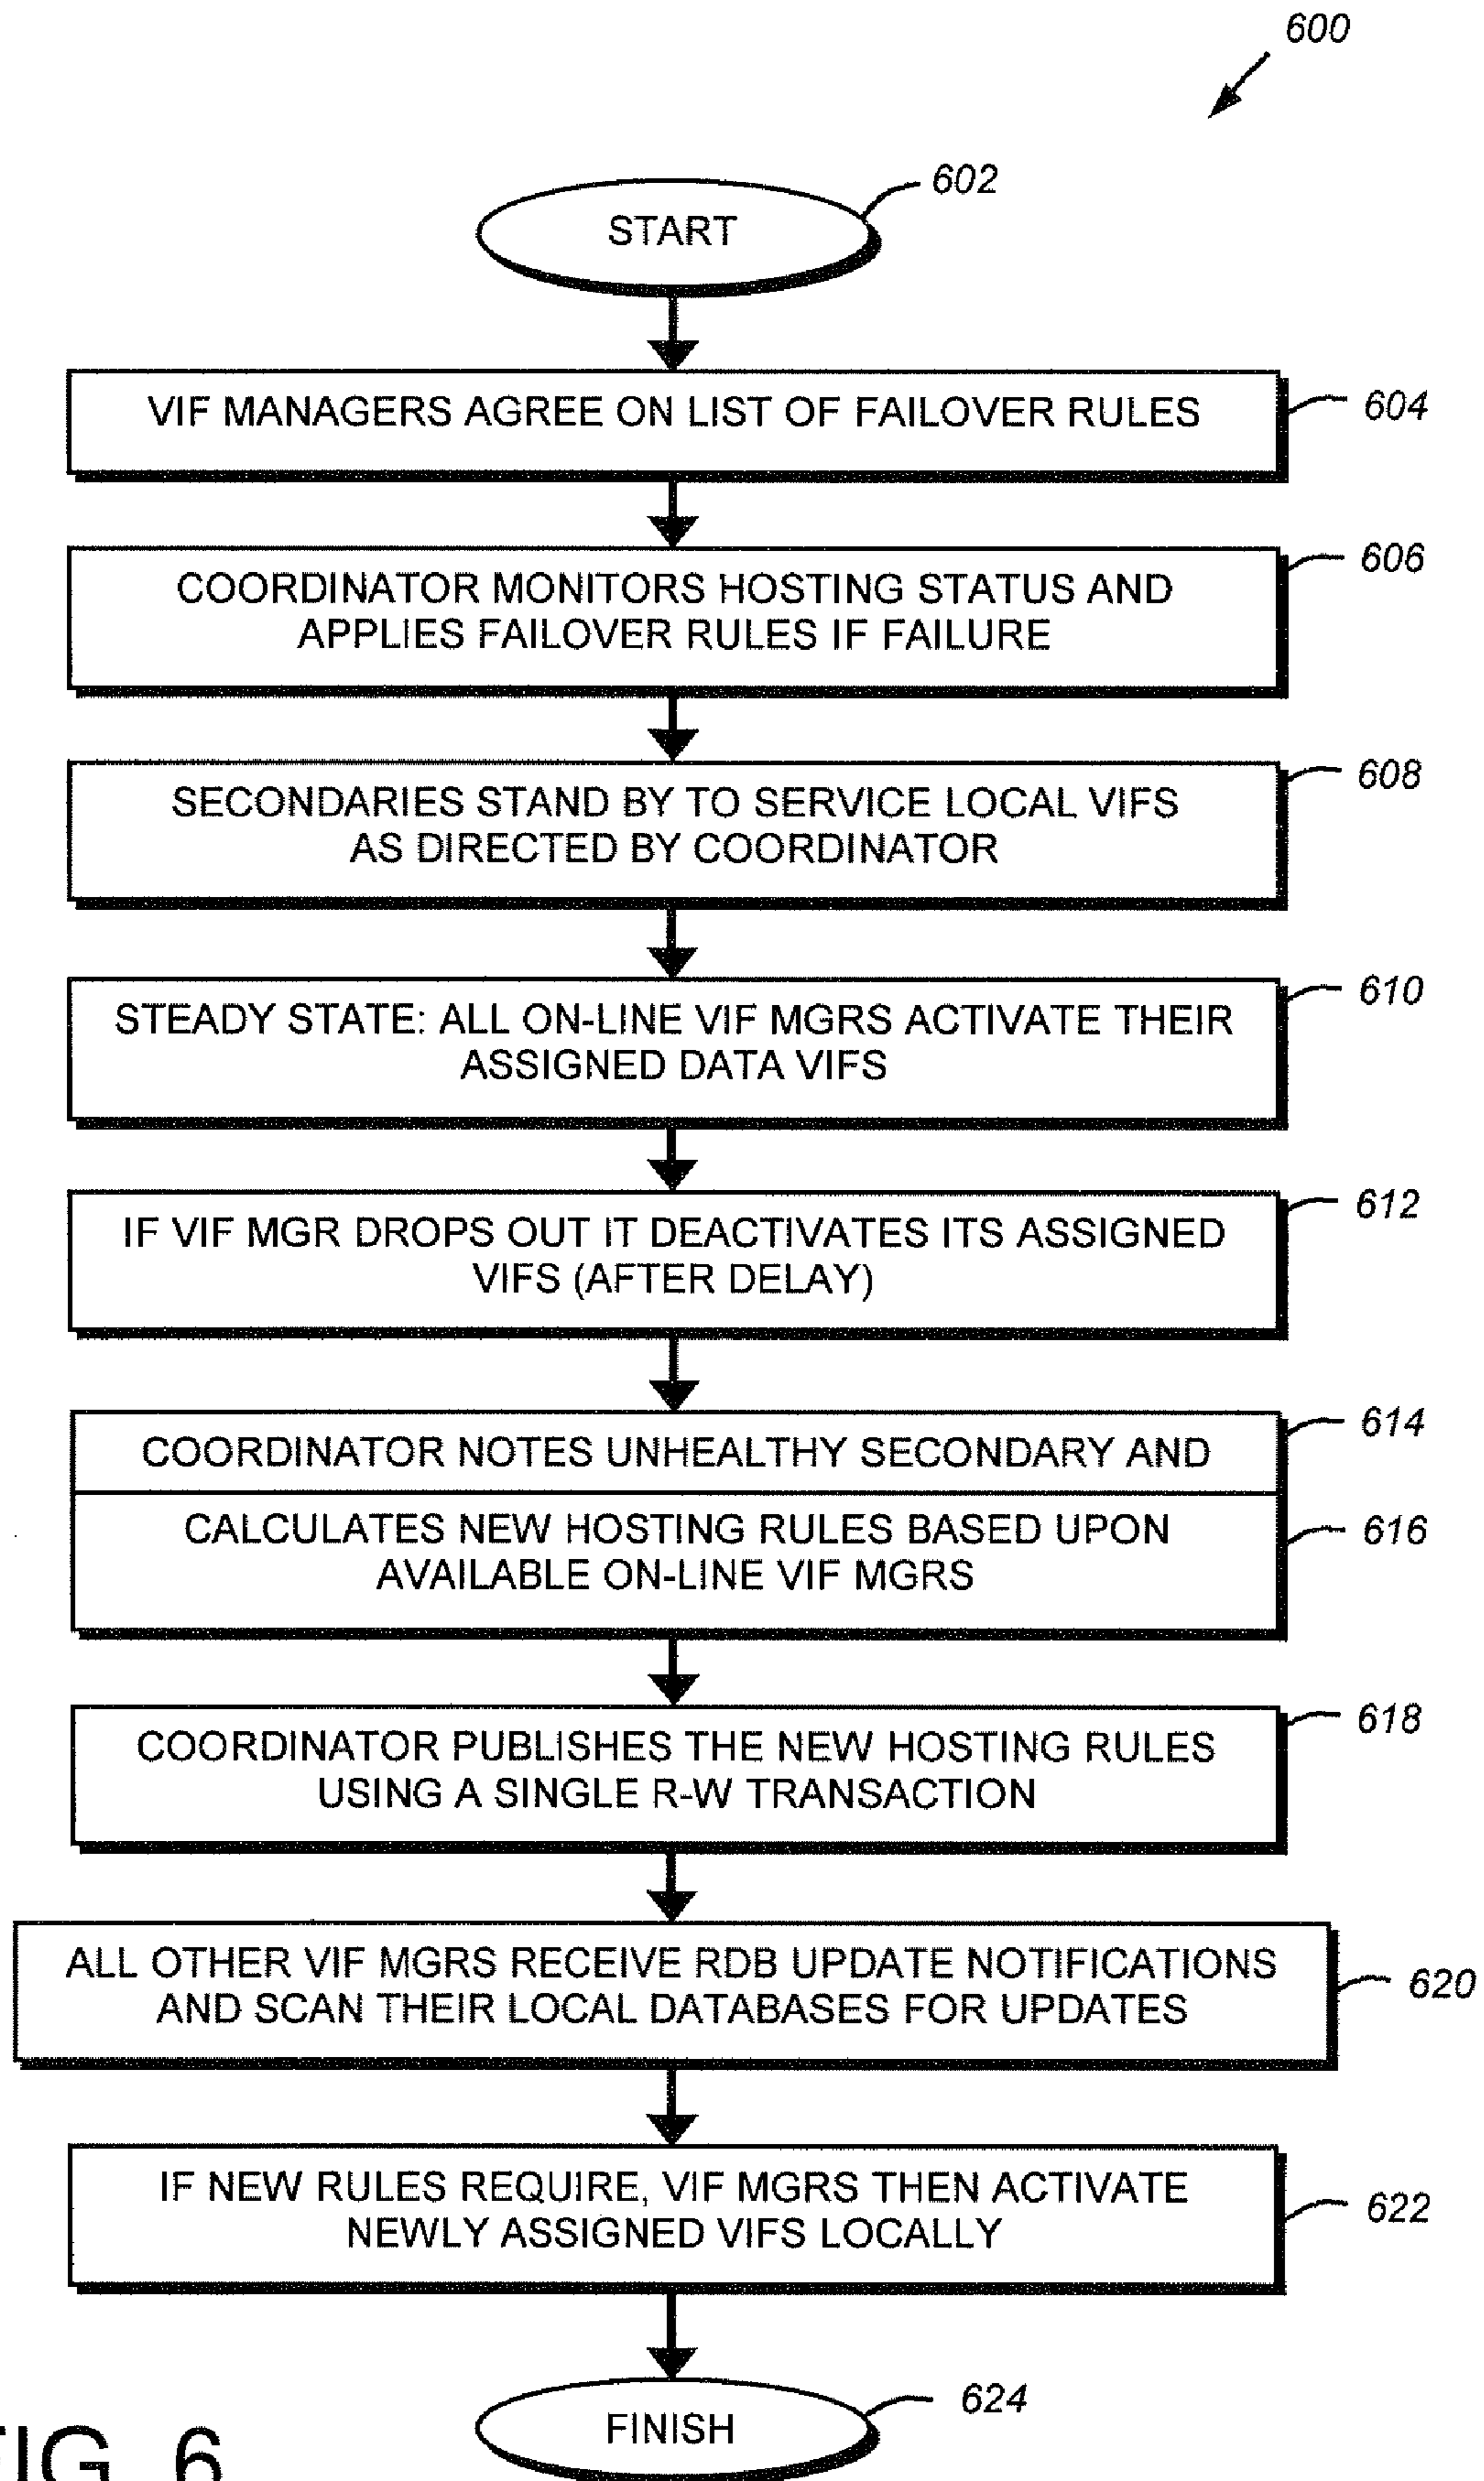 600
602
START
VIF MANAGERS AGREE ON LIST OF FAILOVER RULES
604
606
COORDINATOR MONITORS HOSTING STATUS AND
APPLIES FAILOVER RULES IF FAILURE
608
SECONDARIES STAND BY TO SERVICE LOCAL VIFS
AS DIRECTED BY COORDINATOR
610
STEADY STATE: ALL ON-LINE VIF MGRS ACTIVATE THEIR
ASSIGNED DATA VIFS
612
IF VIF MGR DROPS OUT IT DEACTIVATES ITS ASSIGNED
VIFS (AFTER DELAY)
614
COORDINATOR NOTES UNHEALTHY SECONDARY AND
CALCULATES NEW HOSTING RULES BASED UPON
616
AVAILABLE ON-LINE VIF MGRS
618
COORDINATOR PUBLISHES THE NEW HOSTING RULES
USING A SINGLE R-W TRANSACTION
ALL OTHER VIF MGRS RECEIVE RDB UPDATE NOTIFICATIONS
620
AND SCAN THEIR LOCAL DATABASES FOR UPDATES
IF NEW RULES REQUIRE, VIF MGRS THEN ACTIVATE
622
NEWLY ASSIGNED VIFS LOCALLY
624
FINISH
FIG. 6